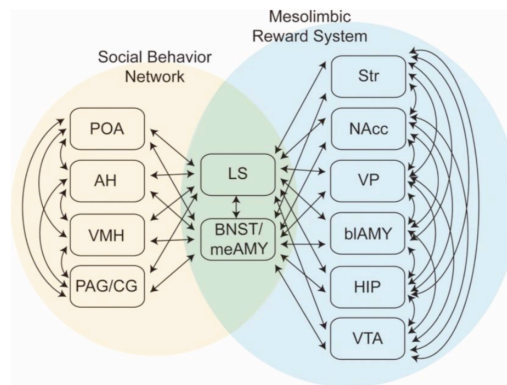 Mesolimbic
Reward System
Social Behavior
Network
POA
AH
VMH
PAG/CG
LS
BNST/
meAMY
Str
NAcc
VP
blAMY
HIP
VTA